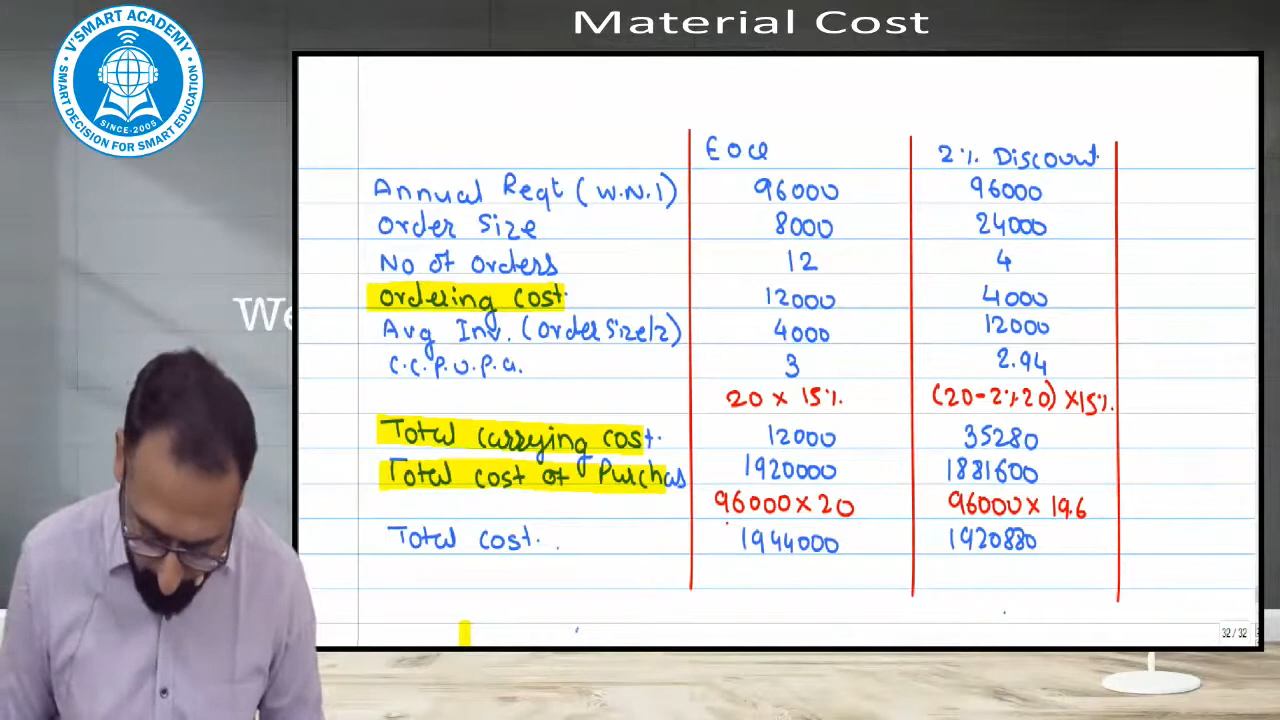 Material Cost
V'SMART ACADEMY
SINCE-2005
SMART DECISION FOR SMART EDUCATION
We
EOQ 2% Discount
Annual Reqt (W.N.1) 96000 96000
Order Size 8000 24000
No of orders 12 4
Ordering Cost 12000 4000
Avg Inv. (Order Size/2) 4000 12000
C.C.P.U.P.A. 3 2.94
20 × 15% (20-2%20) ×15%
Total Carrying cost. 12000 35280
Total cost of Purchas 1920000 1881600
96000×20 96000×19.6
Total cost. 1944000 1920880
32/32